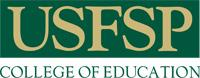 USFSP
COLLEGE OF EDUCATION